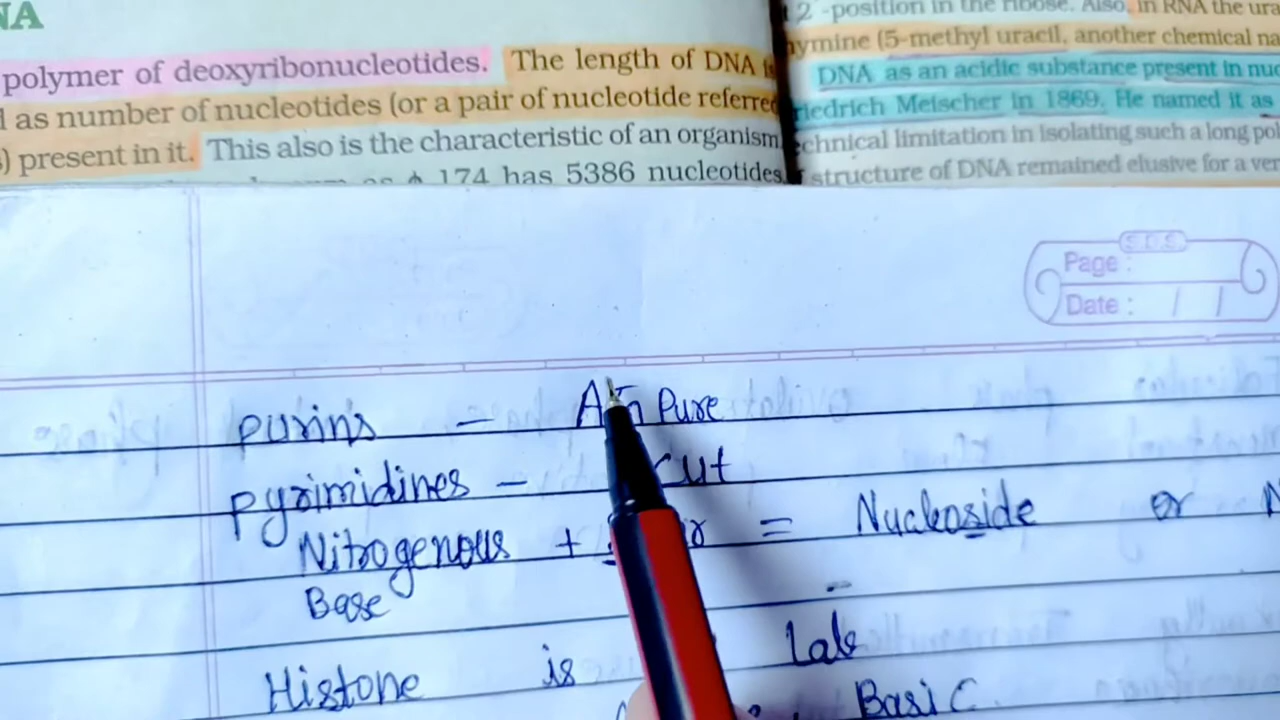 NA
polymer of deoxyribonucleotides. The length of DNA is
as number of nucleotides (or a pair of nucleotide referred
) present in it. This also is the characteristic of an organism.
174 has 5386 nucleotides,
2'-position in the ribose. Also, in RNA the ura
hymine (5-methyl uracil, another chemical na
DNA as an acidic substance present in nuc
riedrich Meischer in 1869. He named it as
echnical limitation in isolating such a long pol
structure of DNA remained elusive for a ver
S.D.S.
Page :
Date : / /
purins - Pure
pyrimidines - cut
Nitrogenous + = Nucleoside or N
Base
Histone is
Lab
Basic